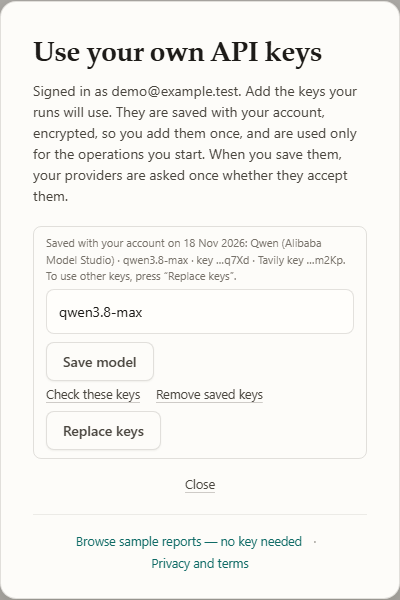 Use your own API keys
Signed in as demo@example.test. Add the keys your
runs will use. They are saved with your account,
encrypted, so you add them once, and are used only
for the operations you start. When you save them,
your providers are asked once whether they accept
them.
Saved with your account on 18 Nov 2026: Qwen (Alibaba
Model Studio) · qwen3.8-max · key …q7Xd · Tavily key …m2Kp.
To use other keys, press “Replace keys”.
qwen3.8-max
Save model
Check these keys Remove saved keys
Replace keys
Close
Browse sample reports — no key needed ·
Privacy and terms